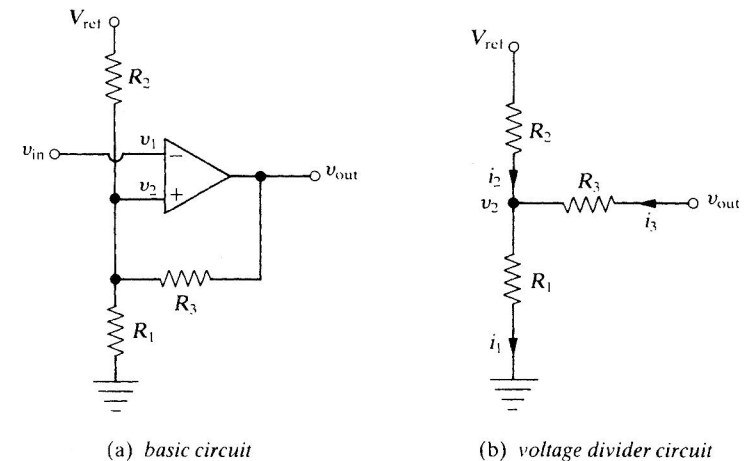 V_ref
R_2
v_in
v_1
−
v_2
+
v_out
R_3
R_1
(a) basic circuit
V_ref
R_2
i_2
v_2
R_3
i_3
v_out
R_1
i_1
(b) voltage divider circuit